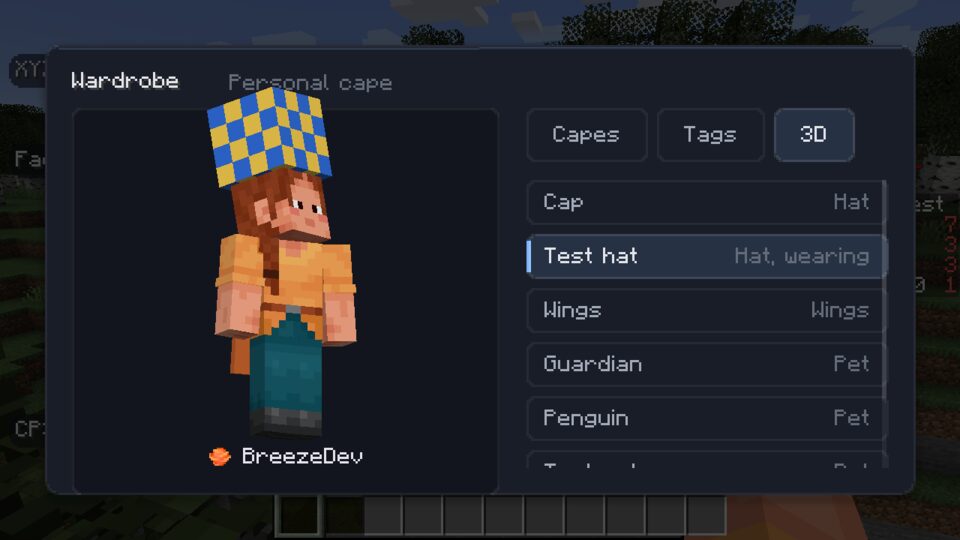 Wardrobe
Personal cape
Capes
Tags
3D
Cap
Hat
Test hat
Hat, wearing
Wings
Wings
Guardian
Pet
Penguin
Pet
BreezeDev